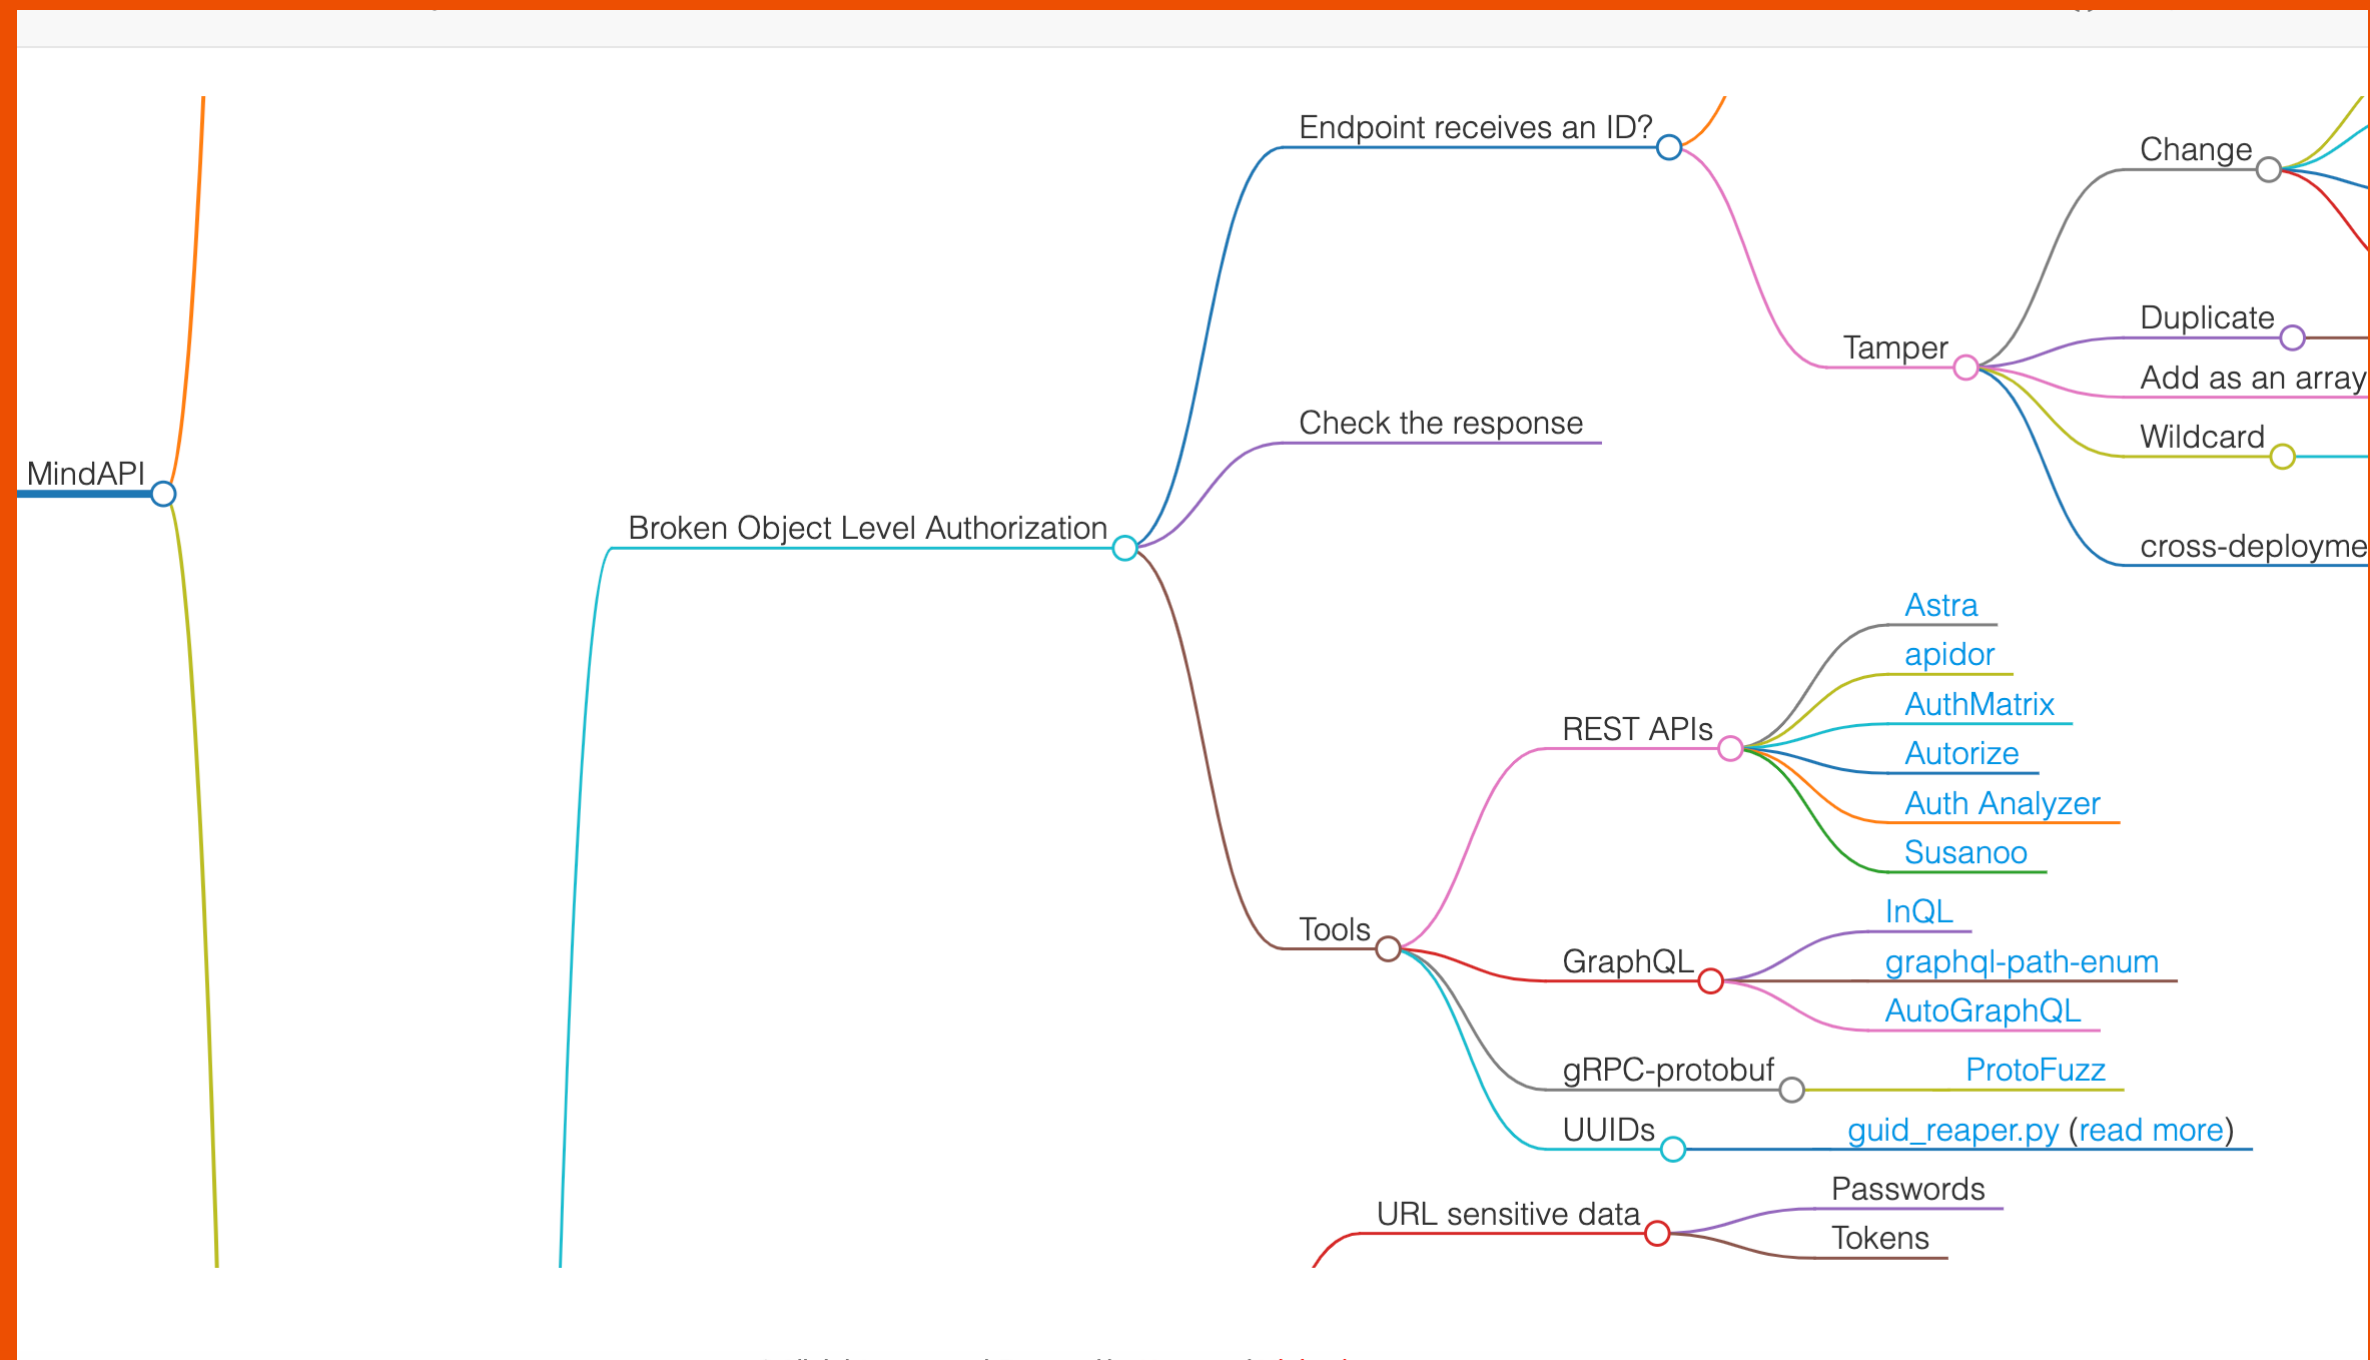 MindAPI
Broken Object Level Authorization
Endpoint receives an ID?
Tamper
Change
Duplicate
Add as an array
Wildcard
cross-deployme
Check the response
Tools
REST APIs
Astra
apidor
AuthMatrix
Autorize
Auth Analyzer
Susanoo
GraphQL
InQL
graphql-path-enum
AutoGraphQL
gRPC-protobuf
ProtoFuzz
UUIDs
guid_reaper.py (read more)
URL sensitive data
Passwords
Tokens